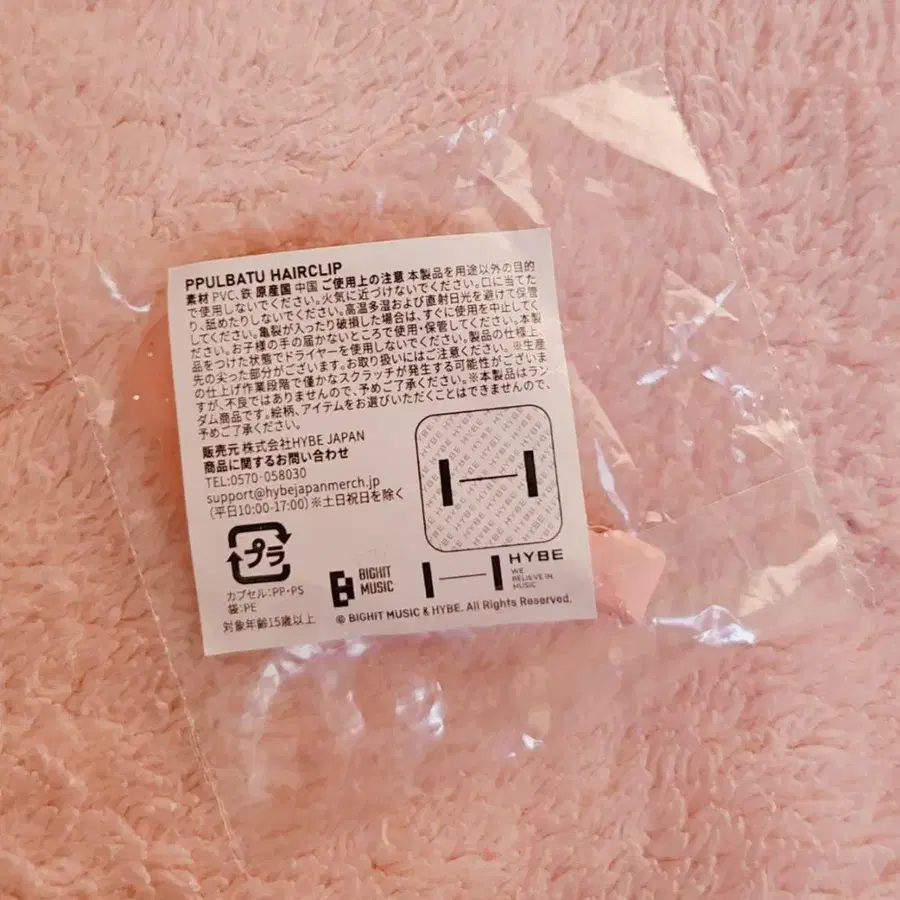 PPULBATU HAIRCLIP
素材 PVC、鉄 原産国 中国 ご使用上の注意 本製品を用途以外の目的
で使用しないでください。火気に近づけないでください。口に当てた
り、舐めたりしないでください。高温多湿および直射日光を避けて保管
してください。亀裂が入ったり破損した場合は、すぐに使用を中止してく
ださい。お子様の手の届かないところで使用・保管してください。本製
品をつけた状態でドライヤーを使用しないでください。製品の仕様上、
先の尖った部分がございます。お取り扱いにはご注意ください。※生産
の仕上げ作業段階で僅かなスクラッチが発生する可能性がございま
すが、不良ではありませんので、予めご了承ください。※本製品はラン
ダム商品です。絵柄、アイテムをお選びいただくことはできませんので、
予めご了承ください。
販売元 株式会社HYBE JAPAN
商品に関するお問い合わせ
TEL:0570-058030
support@hybejapanmerch.jp
(平日10:00-17:00)※土日祝日を除く
プラ
カプセル:PP・PS
袋:PE
対象年齢15歳以上
BIGHIT
MUSIC
HYBE
WE
BELIEVE IN
MUSIC
© BIGHIT MUSIC & HYBE. All Rights Reserved.